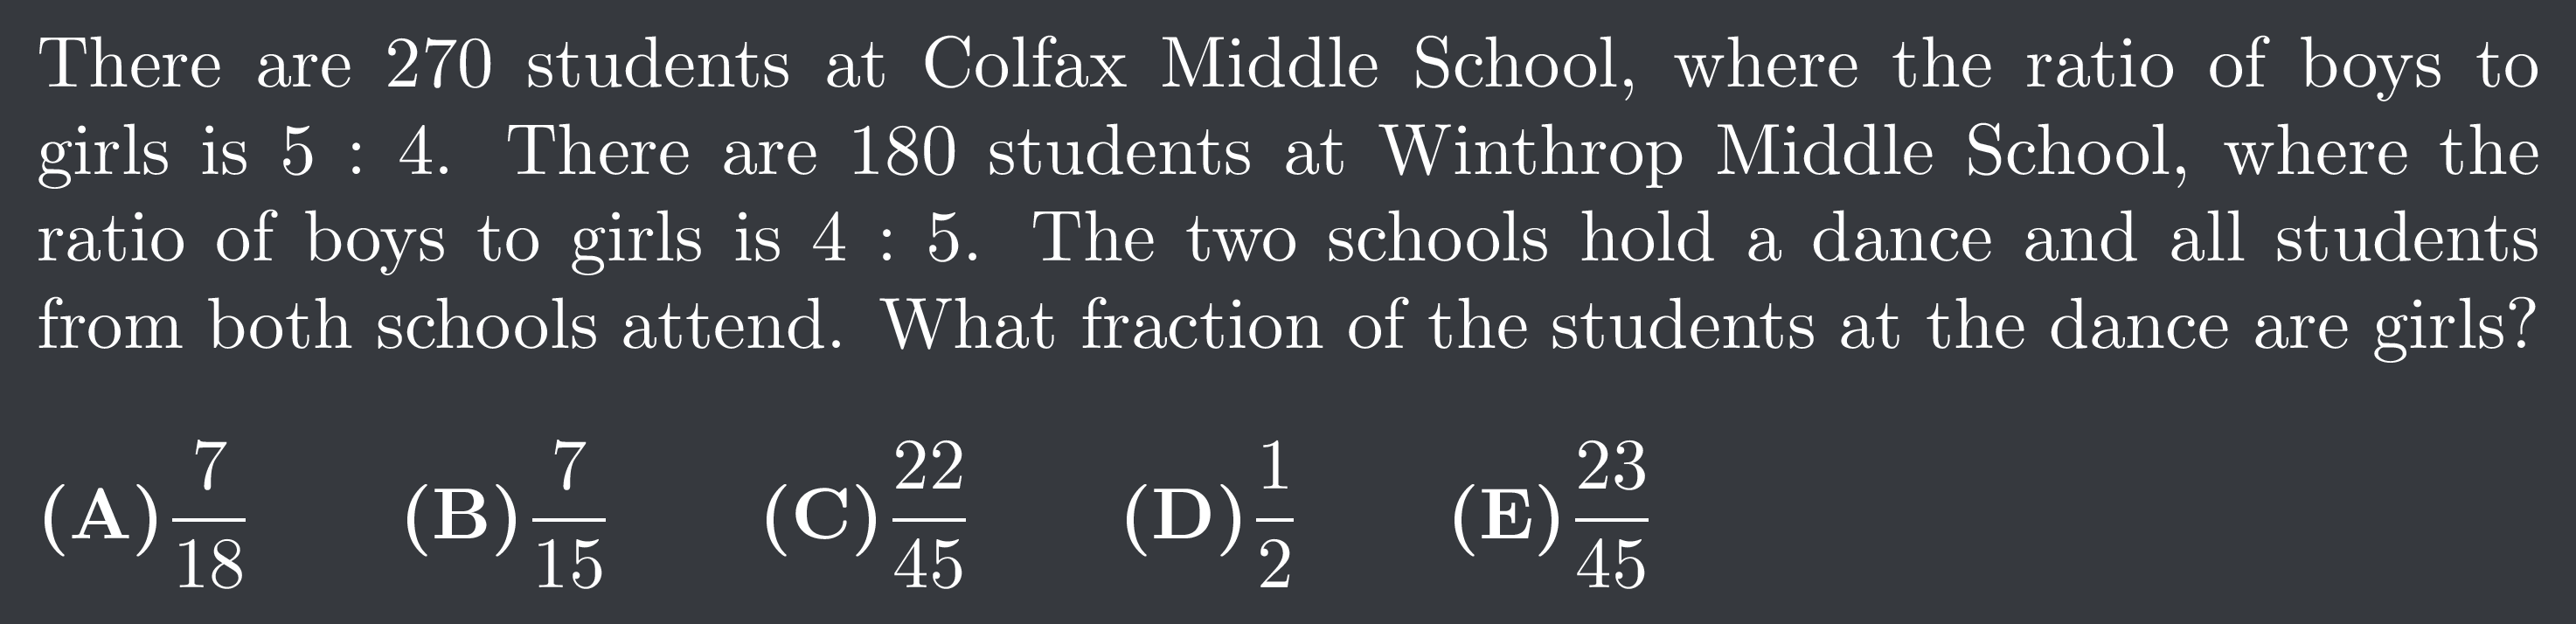 There are 270 students at Colfax Middle School, where the ratio of boys to
girls is 5 : 4. There are 180 students at Winthrop Middle School, where the
ratio of boys to girls is 4 : 5. The two schools hold a dance and all students
from both schools attend. What fraction of the students at the dance are girls?
(A) 7/18 (B) 7/15 (C) 22/45 (D) 1/2 (E) 23/45